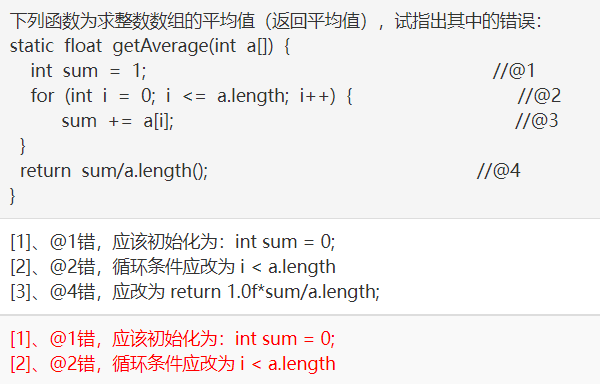 下列函数为求整数数组的平均值（返回平均值），试指出其中的错误：
static float getAverage(int a[]) {
int sum = 1; //@1
for (int i = 0; i <= a.length; i++) { //@2
sum += a[i]; //@3
}
return sum/a.length(); //@4
}
[1]、@1错，应该初始化为：int sum = 0;
[2]、@2错，循环条件应改为 i < a.length
[3]、@4错，应改为 return 1.0f*sum/a.length;
[1]、@1错，应该初始化为：int sum = 0;
[2]、@2错，循环条件应改为 i < a.length